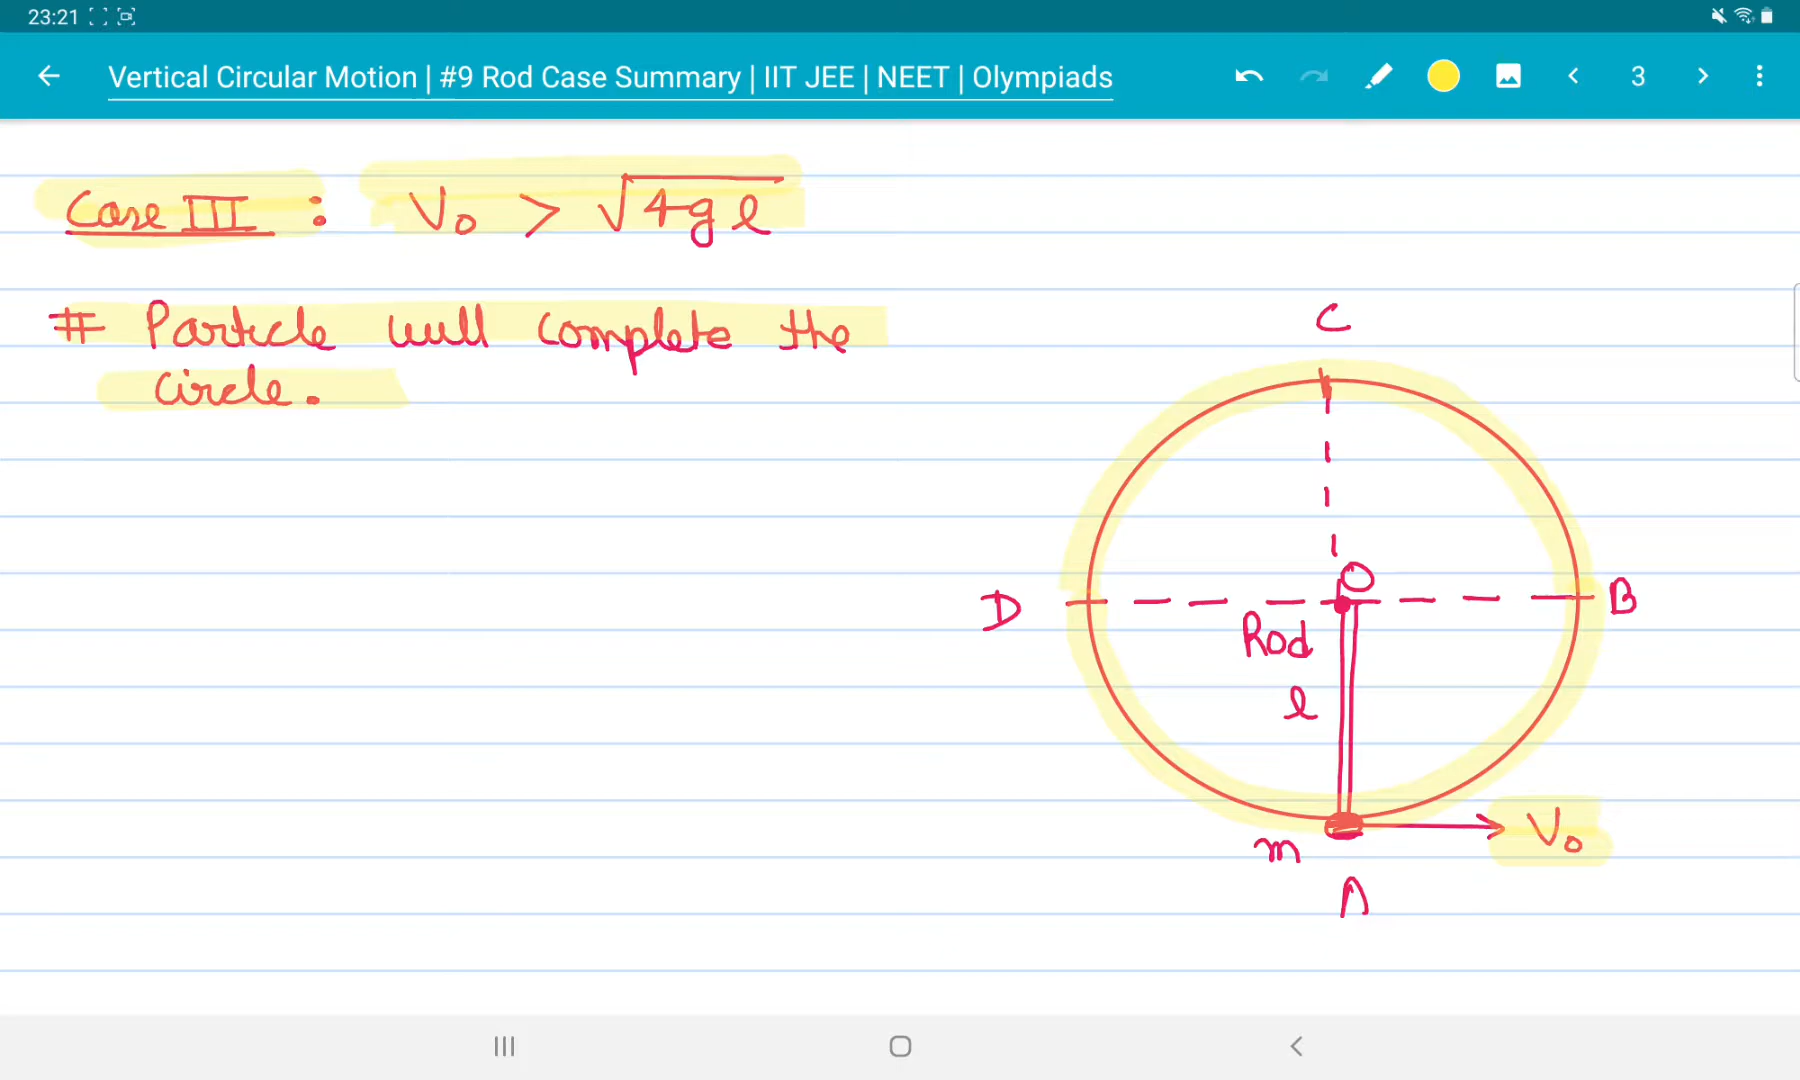 23:21
Vertical Circular Motion | #9 Rod Case Summary | IIT JEE | NEET | Olympiads
3
Case III : V₀ > √4gl
# Particle will complete the
circle.
C
O
D
B
Rod
l
V₀
m
A